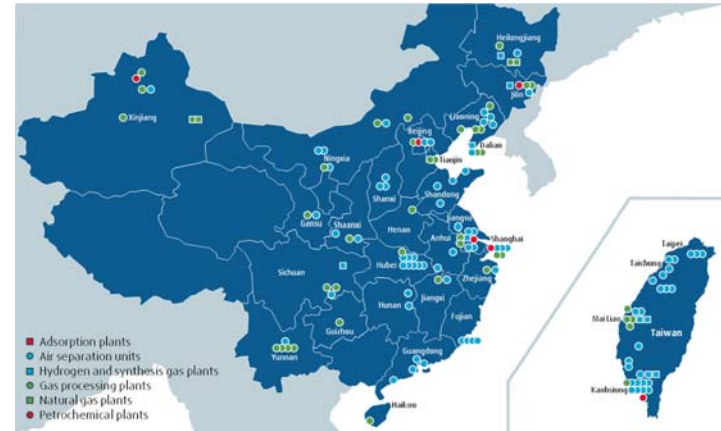 Heilongjiang
Jilin
Liaoning
Xinjiang
Beijing
Dalian
Tianjin
Ningxia
Shanxi
Shandong
Gansu
Shaanxi
Henan
Jiangsu
Anhui
Shanghai
Sichuan
Hubei
Zhejiang
Hunan
Jiangxi
Guizhou
Fujian
Yunnan
Guangdong
Haikou
Taipei
Taichung
Mai Liao
Taiwan
Kaohsiung
Adsorption plants
Air separation units
Hydrogen and synthesis gas plants
Gas processing plants
Natural gas plants
Petrochemical plants